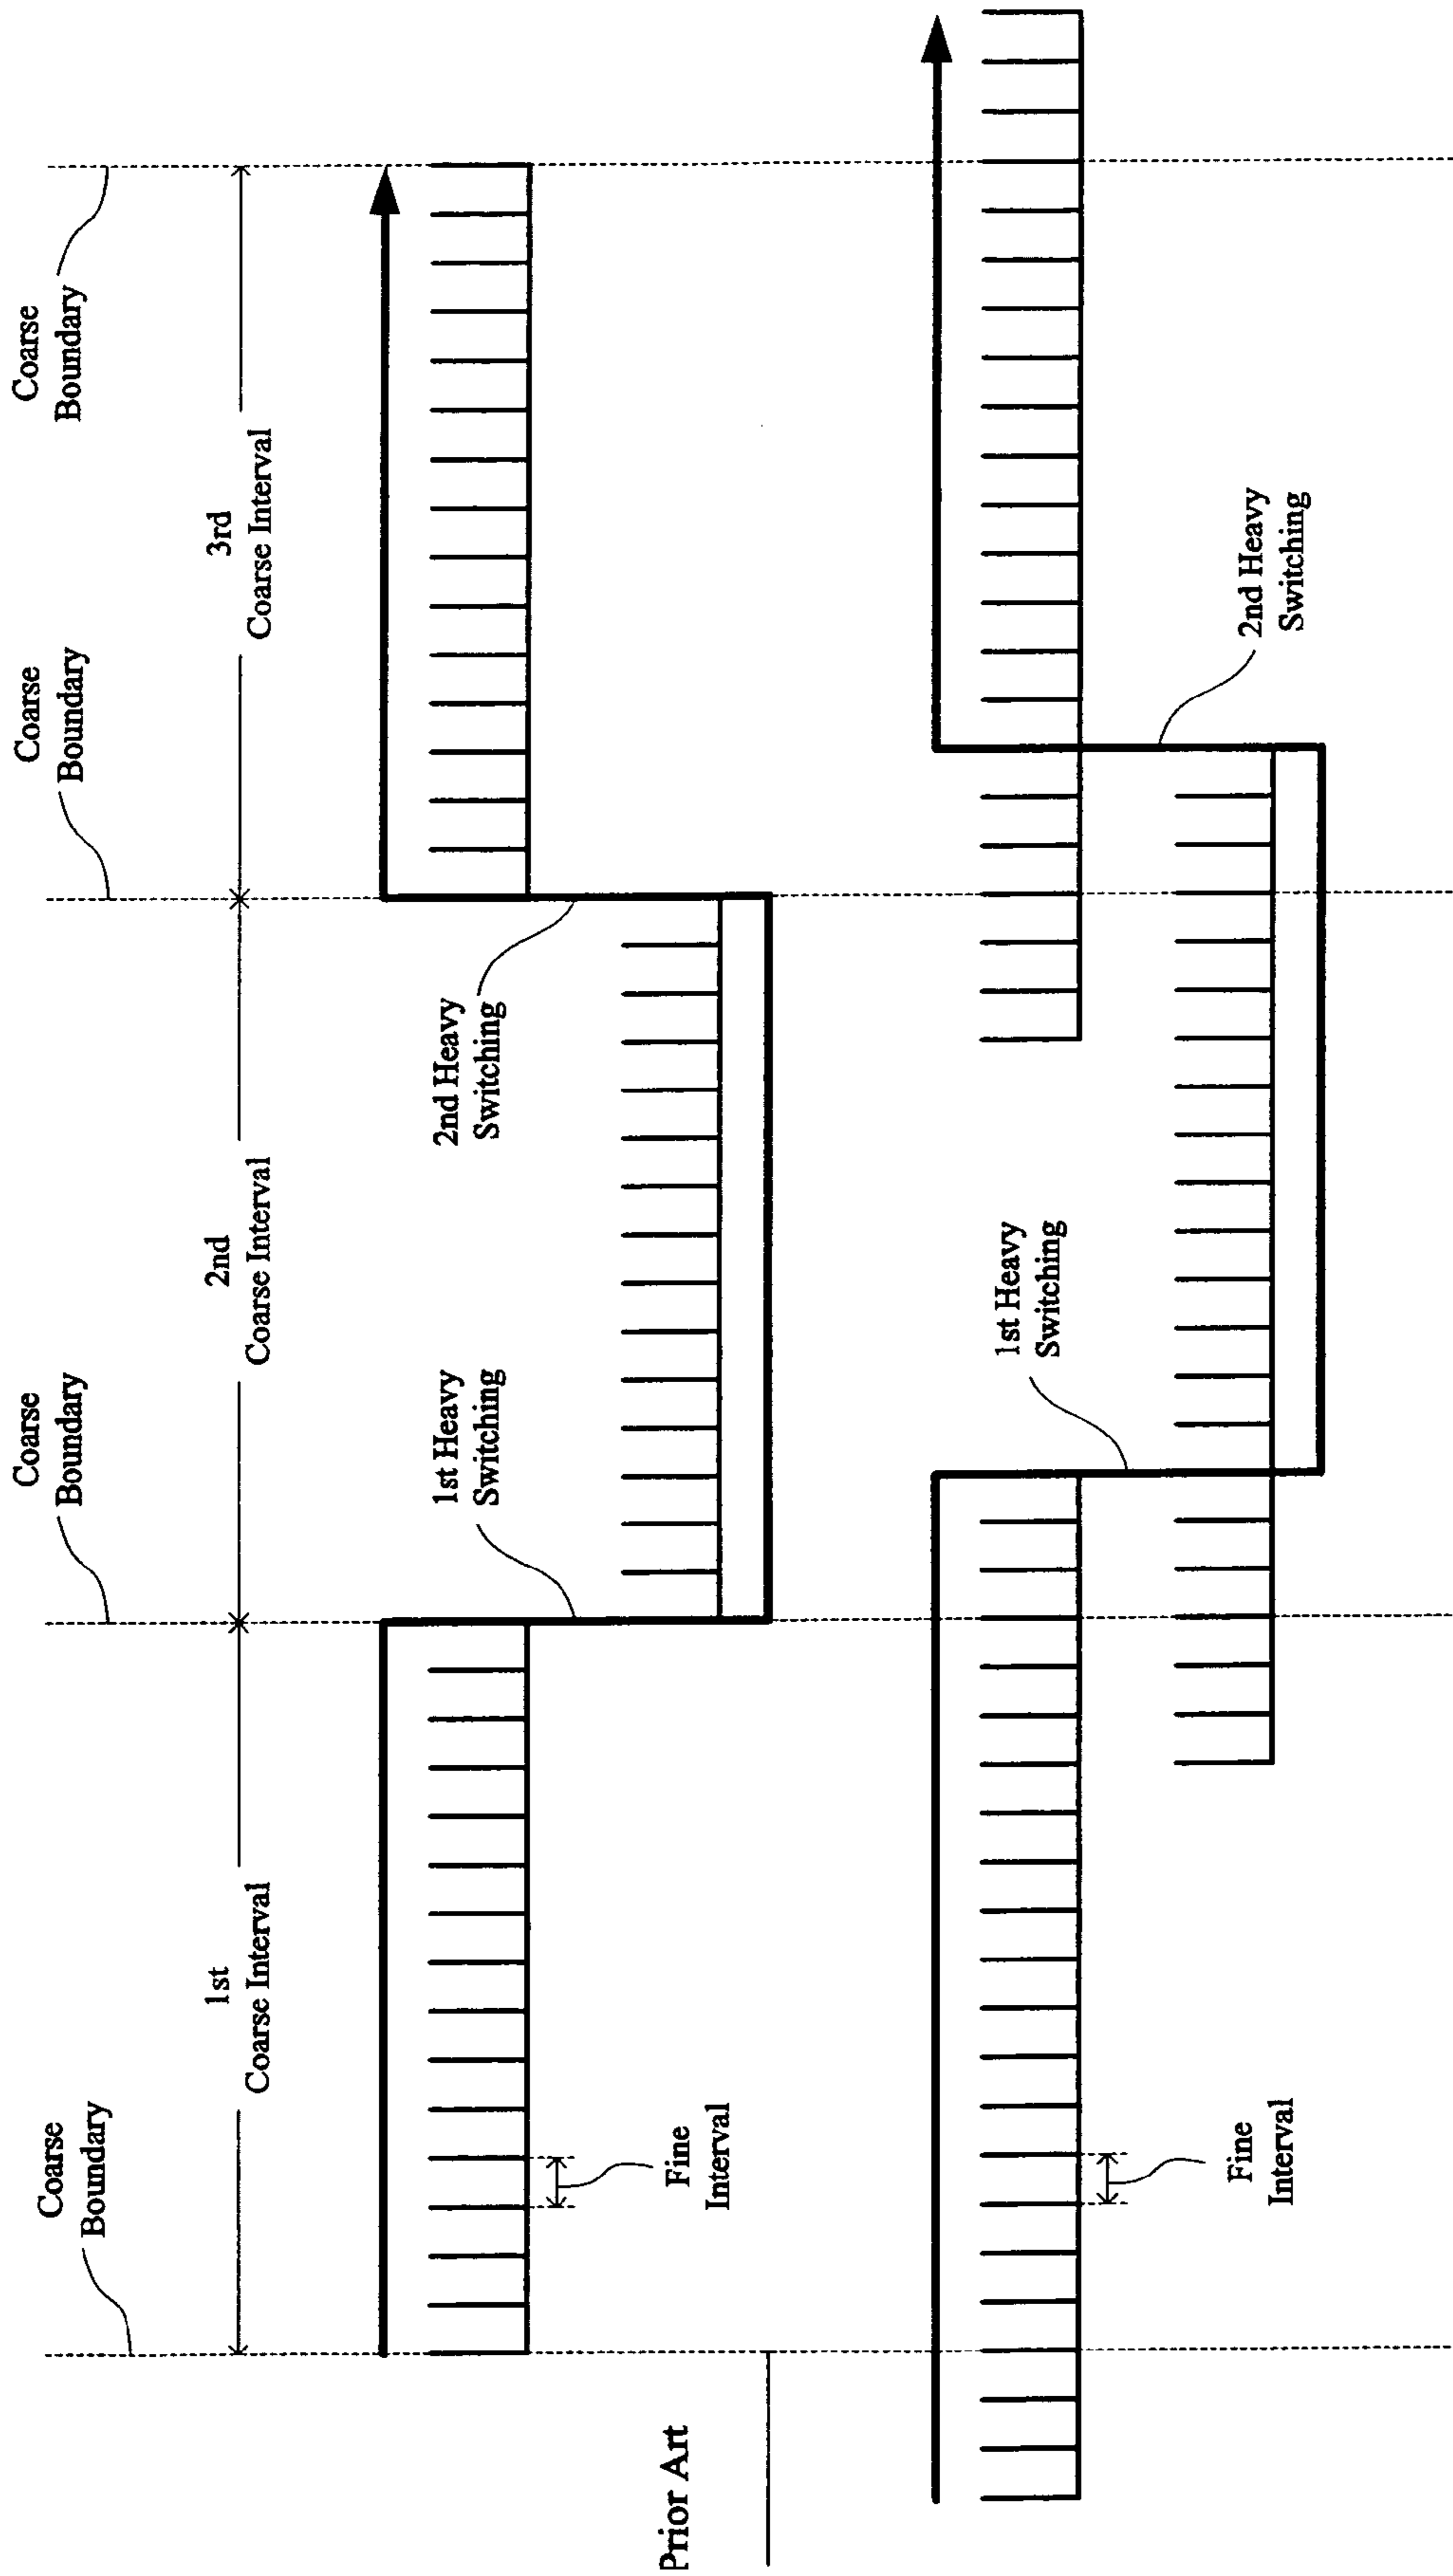 Coarse
Boundary
Coarse
Boundary
Coarse
Boundary
Coarse
Boundary
1st
Coarse Interval
2nd
Coarse Interval
3rd
Coarse Interval
1st Heavy
Switching
2nd Heavy
Switching
Fine
Interval
Prior Art
1st Heavy
Switching
2nd Heavy
Switching
Fine
Interval